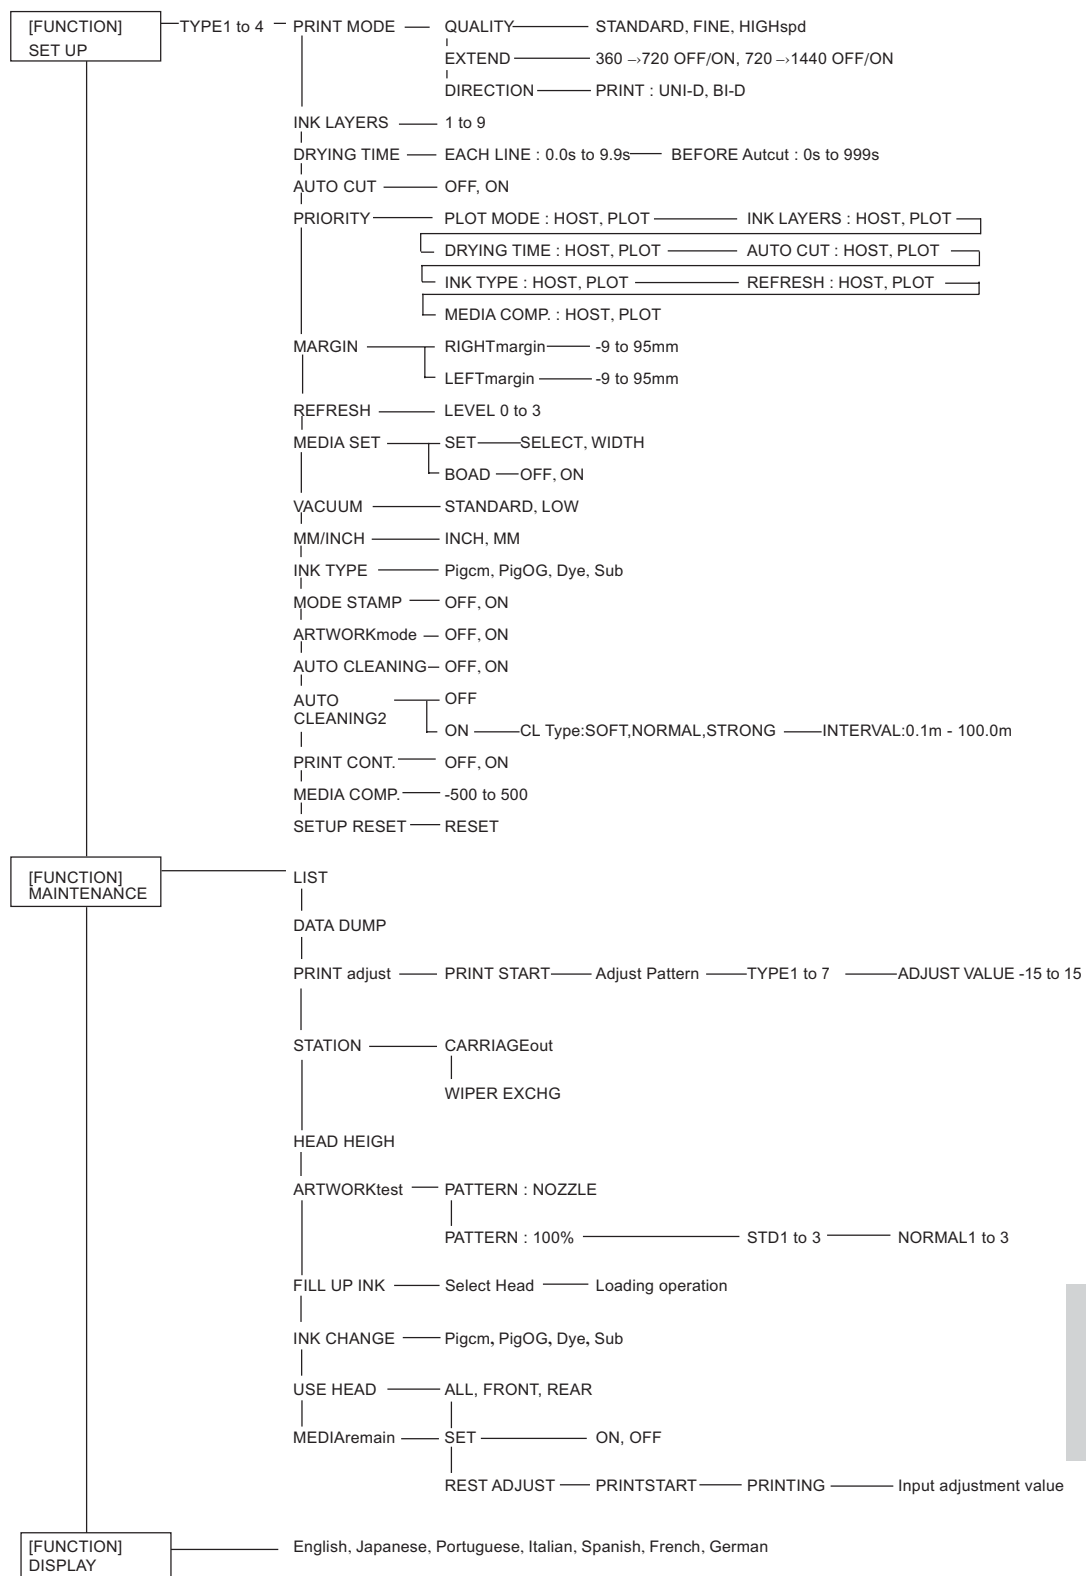 [FUNCTION]
SET UP
TYPE1 to 4
PRINT MODE
QUALITY
STANDARD, FINE, HIGHspd
EXTEND
360 →720 OFF/ON, 720 →1440 OFF/ON
DIRECTION
PRINT : UNI-D, BI-D
INK LAYERS
1 to 9
DRYING TIME
EACH LINE : 0.0s to 9.9s
BEFORE Autcut : 0s to 999s
AUTO CUT
OFF, ON
PRIORITY
PLOT MODE : HOST, PLOT
INK LAYERS : HOST, PLOT
DRYING TIME : HOST, PLOT
AUTO CUT : HOST, PLOT
INK TYPE : HOST, PLOT
REFRESH : HOST, PLOT
MEDIA COMP. : HOST, PLOT
MARGIN
RIGHTmargin
-9 to 95mm
LEFTmargin
-9 to 95mm
REFRESH
LEVEL 0 to 3
MEDIA SET
SET
SELECT, WIDTH
BOAD
OFF, ON
VACUUM
STANDARD, LOW
MM/INCH
INCH, MM
INK TYPE
Pigcm, PigOG, Dye, Sub
MODE STAMP
OFF, ON
ARTWORKmode
OFF, ON
AUTO CLEANING
OFF, ON
AUTO
CLEANING2
OFF
ON
CL Type:SOFT,NORMAL,STRONG
INTERVAL:0.1m - 100.0m
PRINT CONT.
OFF, ON
MEDIA COMP.
-500 to 500
SETUP RESET
RESET
[FUNCTION]
MAINTENANCE
LIST
DATA DUMP
PRINT adjust
PRINT START
Adjust Pattern
TYPE1 to 7
ADJUST VALUE -15 to 15
STATION
CARRIAGEout
WIPER EXCHG
HEAD HEIGH
ARTWORKtest
PATTERN : NOZZLE
PATTERN : 100%
STD1 to 3
NORMAL1 to 3
FILL UP INK
Select Head
Loading operation
INK CHANGE
Pigcm, PigOG, Dye, Sub
USE HEAD
ALL, FRONT, REAR
MEDIAremain
SET
ON, OFF
REST ADJUST
PRINTSTART
PRINTING
Input adjustment value
[FUNCTION]
DISPLAY
English, Japanese, Portuguese, Italian, Spanish, French, German